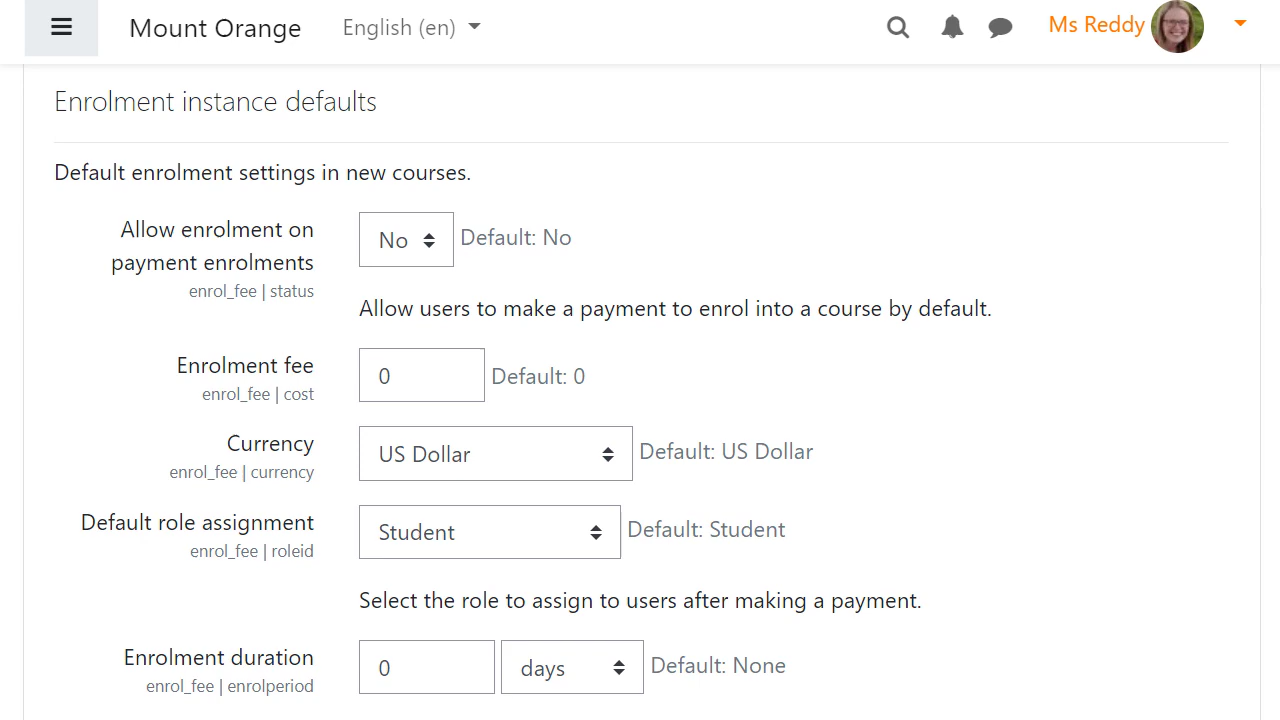 Mount Orange English (en) Ms Reddy
Enrolment instance defaults
Default enrolment settings in new courses.
Allow enrolment on
payment enrolments
enrol_fee | status
No Default: No
Allow users to make a payment to enrol into a course by default.
Enrolment fee
enrol_fee | cost
0 Default: 0
Currency
enrol_fee | currency
US Dollar Default: US Dollar
Default role assignment
enrol_fee | roleid
Student Default: Student
Select the role to assign to users after making a payment.
Enrolment duration
enrol_fee | enrolperiod
0 days Default: None